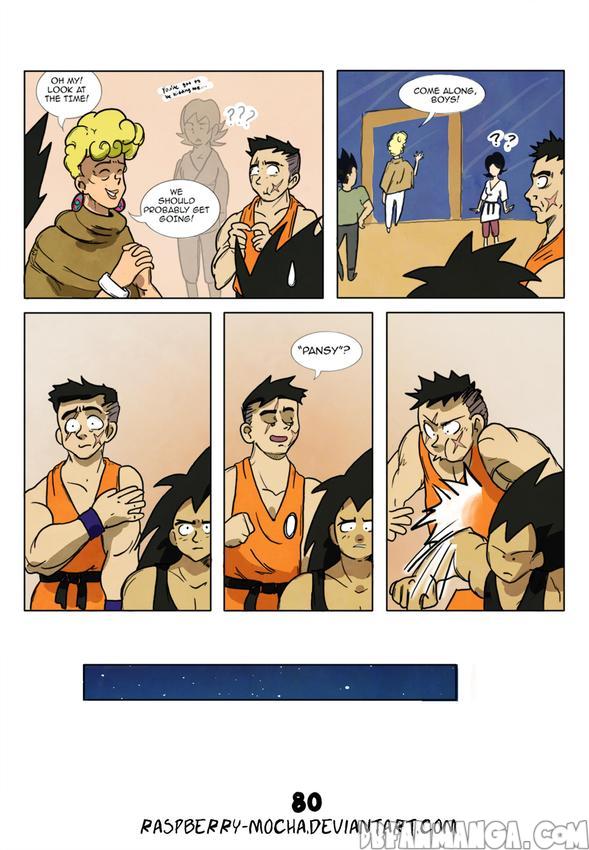 OH MY!
LOOK AT
THE TIME!
You've got to
be kidding me...
???
WE
SHOULD
PROBABLY GET
GOING!
COME ALONG,
BOYS!
??
"PANSY"?
80
RASPBERRY-MOCHA.DEVIANTART.COM
DBFANMANGA.COM